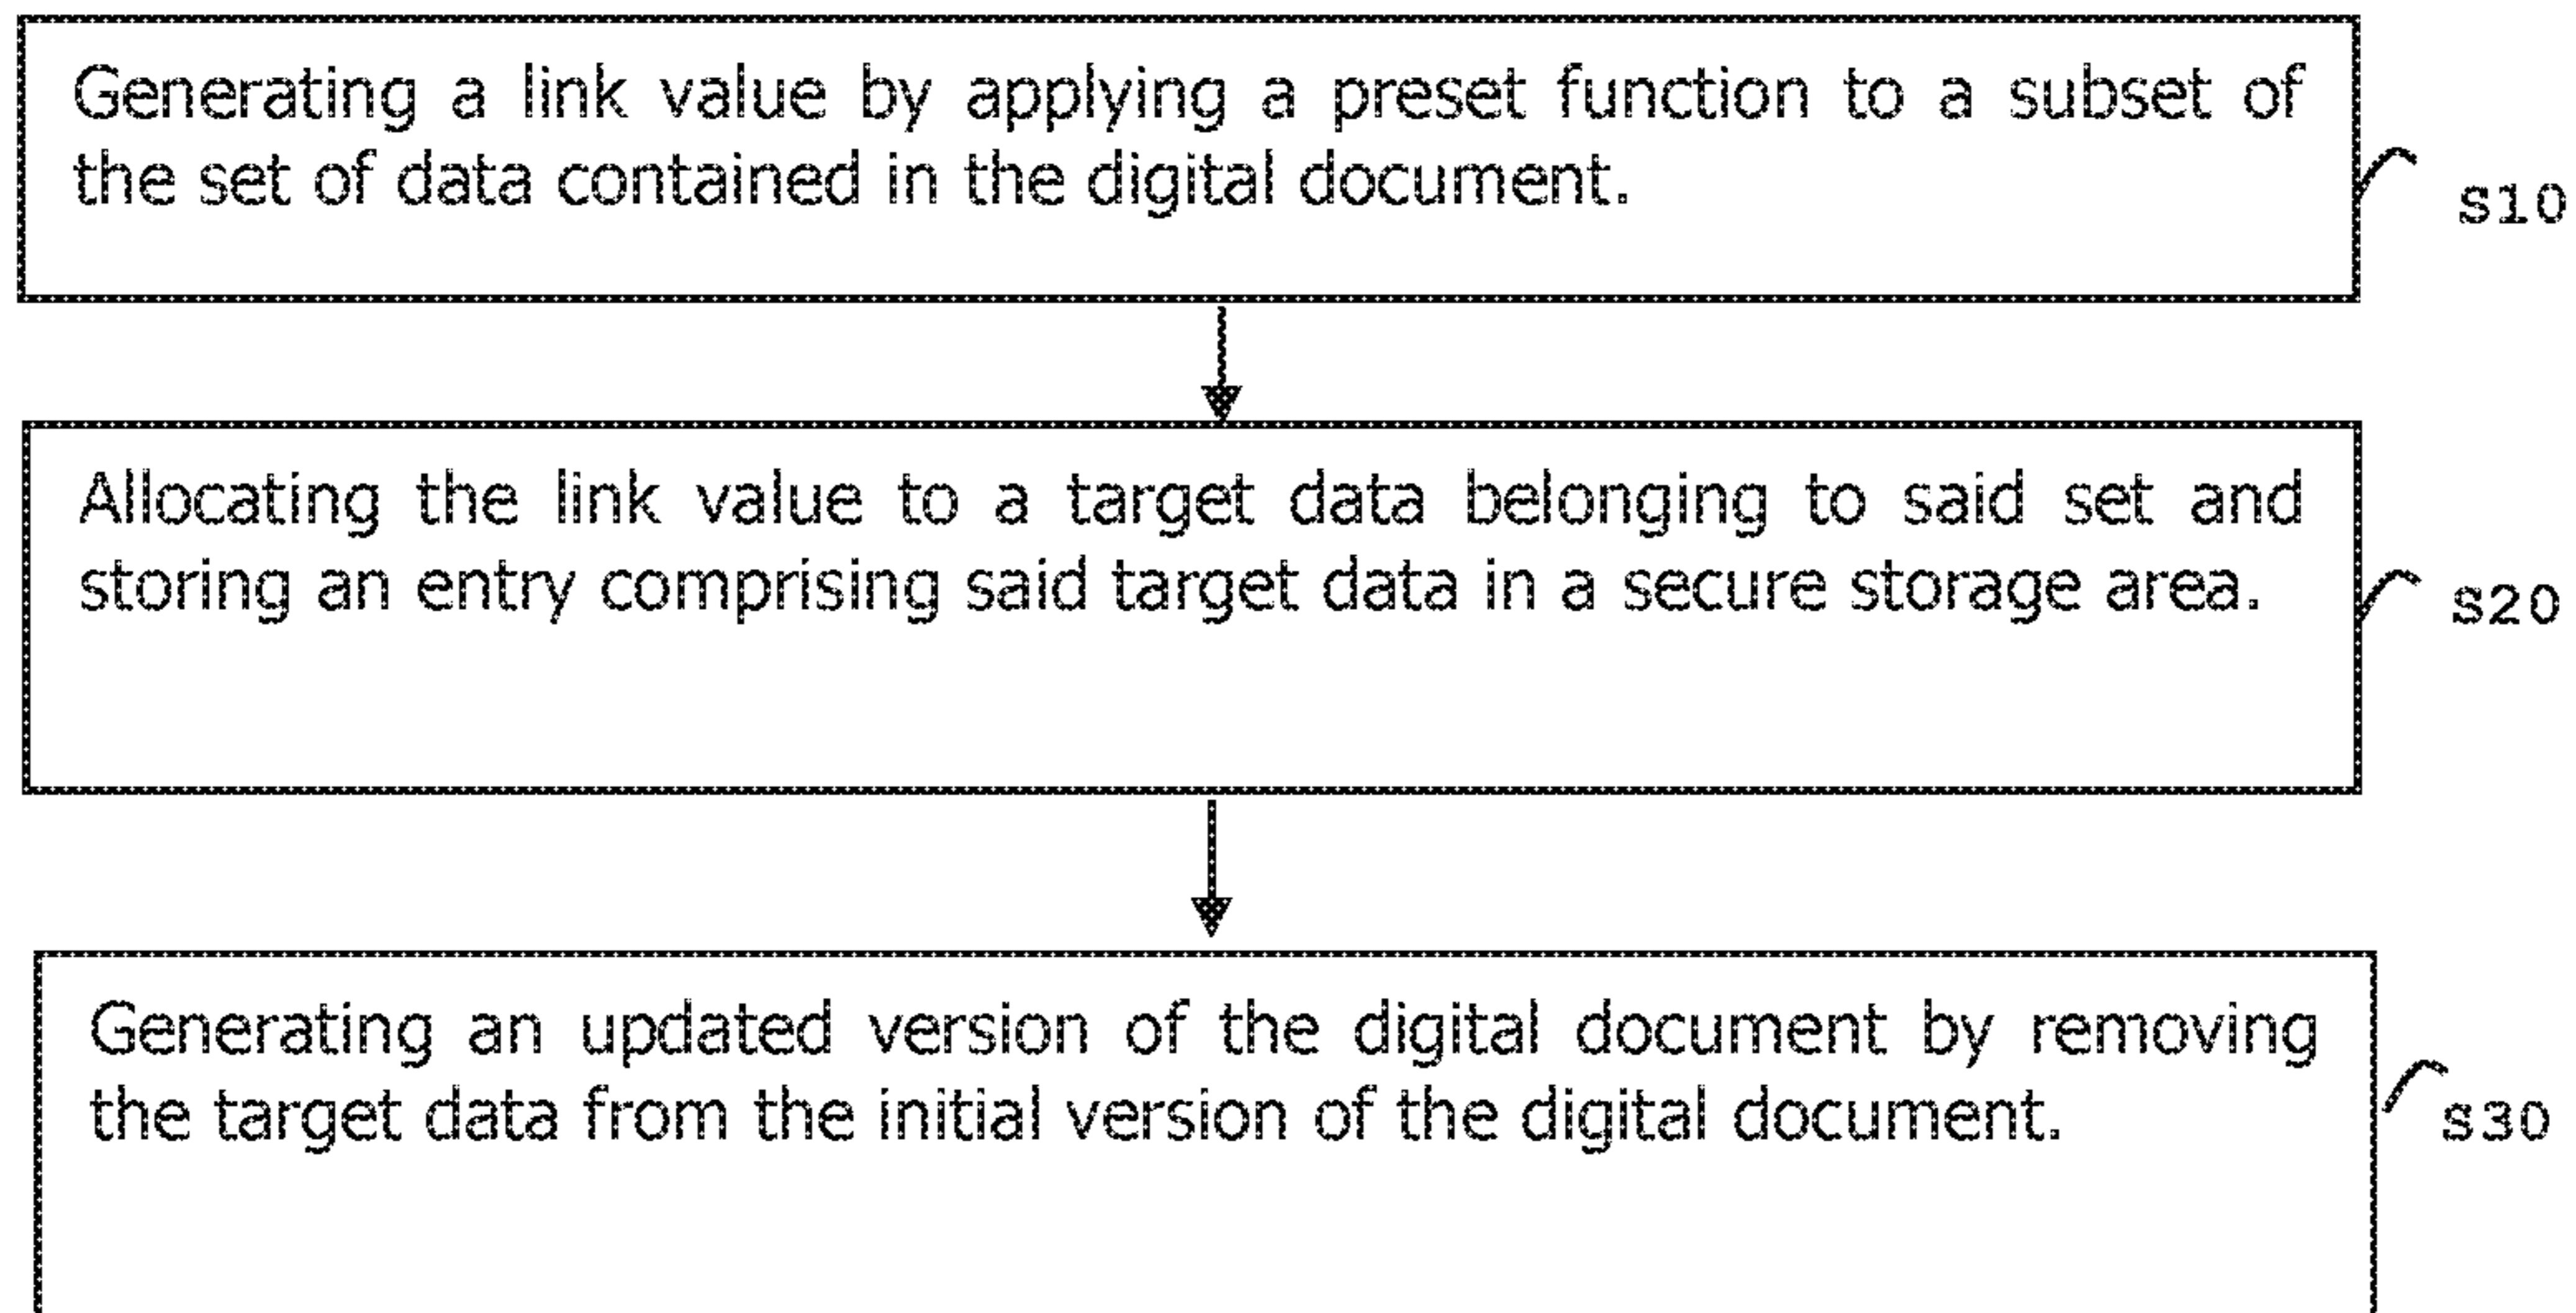 Generating a link value by applying a preset function to a subset of
the set of data contained in the digital document.
S10
Allocating the link value to a target data belonging to said set and
storing an entry comprising said target data in a secure storage area.
S20
Generating an updated version of the digital document by removing
the target data from the initial version of the digital document.
S30